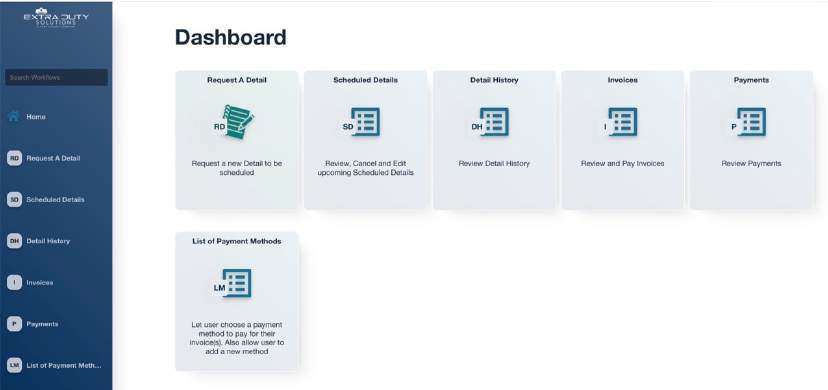 EXTRA DUTY
SOLUTIONS
Search Workflows
Home
RD Request A Detail
SD Scheduled Details
DH Detail History
I Invoices
P Payments
LM List of Payment Meth...
Dashboard
Request A Detail
RD
Request a new Detail to be
scheduled
Scheduled Details
SD
Review, Cancel and Edit
upcoming Scheduled Details
Detail History
DH
Review Detail History
Invoices
I
Review and Pay Invoices
Payments
P
Review Payments
List of Payment Methods
LM
Let user choose a payment
method to pay for their
invoice(s). Also allow user to
add a new method